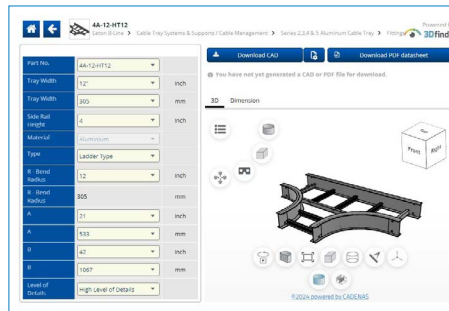 4A-12-HT12
Eaton B-Line > Cable Tray Systems & Supports / Cable Management > Series 2,3,4 & 5 Aluminum Cable Tray > Fittings
Powered
3Dfind
Download CAD
Download PDF datasheet
You have not yet generated a CAD or PDF file for download.
3D Dimension
Part No. 4A-12-HT12
Tray Width 12" inch
Tray Width 305 mm
Side Rail Height 4 inch
Material Aluminium
Type Ladder Type
R - Bend Radius 12 inch
R - Bend Radius 305 mm
A 21 inch
A 533 mm
B 42 inch
B 1067 mm
Level of Details High Level of Details
Top
Front
Right
©2024 powered by CADENAS